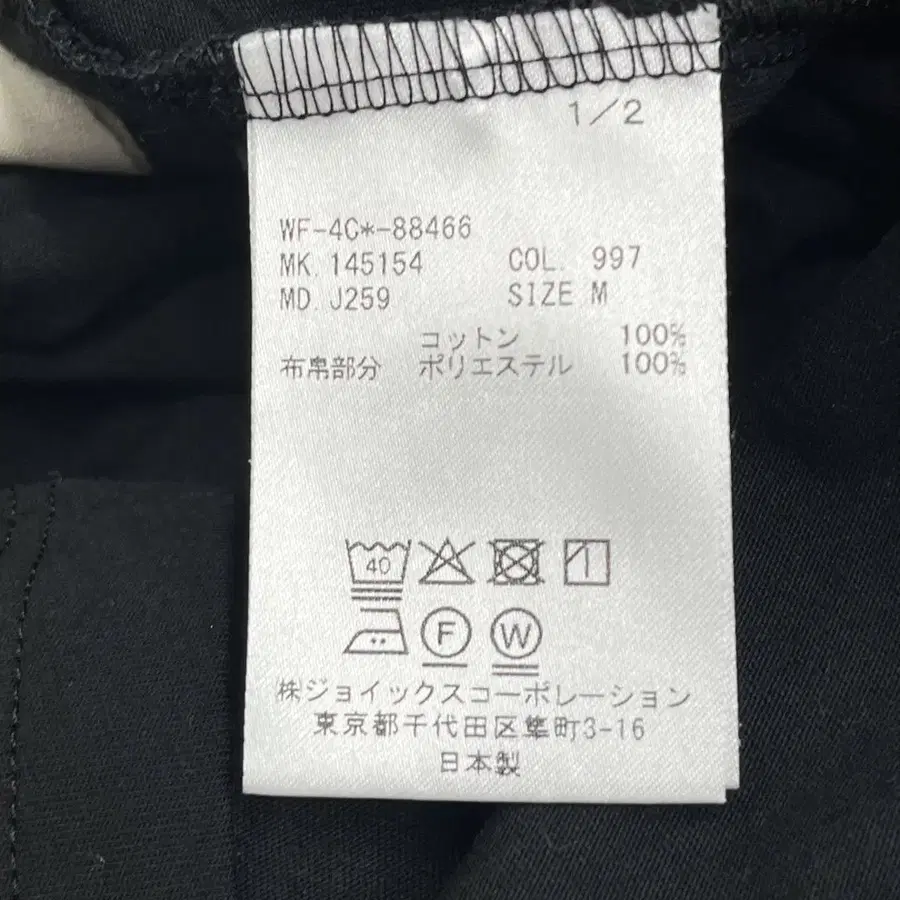 1/2
WF-4C*-88466
MK. 145154 COL. 997
MD. J259 SIZE M
コットン 100%
布帛部分 ポリエステル 100%
40
F W
㈱ジョイックスコーポレーション
東京都千代田区隼町3-16
日本製